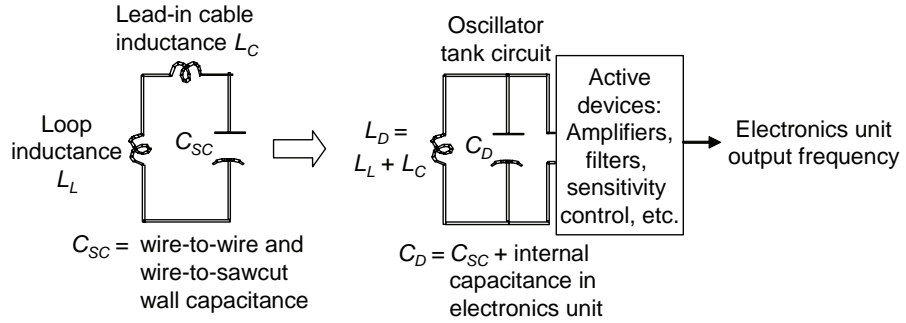 Lead-in cable
inductance L_C
Loop
inductance
L_L
C_SC
C_SC = wire-to-wire and
wire-to-sawcut
wall capacitance
Oscillator
tank circuit
L_D =
L_L + L_C
C_D
C_D = C_SC + internal
capacitance in
electronics unit
Active
devices:
Amplifiers,
filters,
sensitivity
control, etc.
Electronics unit
output frequency